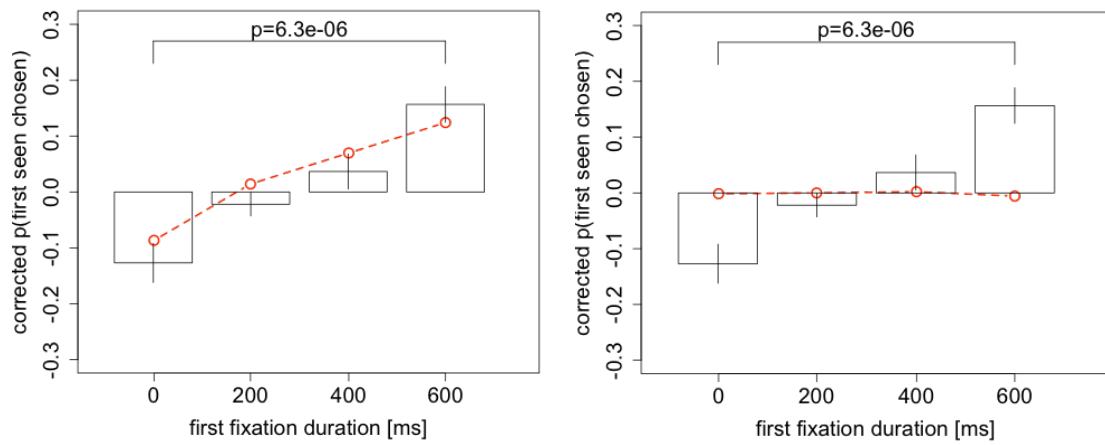 p=6.3e-06
corrected p(first seen chosen)
0.3
0.2
0.1
0.0
-0.1
-0.2
-0.3
0 200 400 600
first fixation duration [ms]
p=6.3e-06
corrected p(first seen chosen)
0.3
0.2
0.1
0.0
-0.1
-0.2
-0.3
0 200 400 600
first fixation duration [ms]